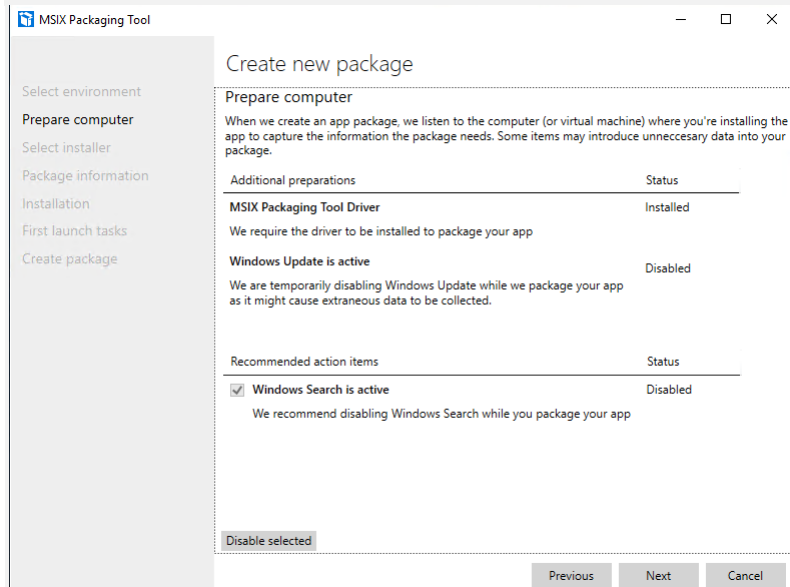 MSIX Packaging Tool
Create new package
Select environment
Prepare computer
Select installer
Package information
Installation
First launch tasks
Create package
Prepare computer
When we create an app package, we listen to the computer (or virtual machine) where you're installing the
app to capture the information the package needs. Some items may introduce unneccesary data into your
package.
Additional preparations Status
MSIX Packaging Tool Driver Installed
We require the driver to be installed to package your app
Windows Update is active Disabled
We are temporarily disabling Windows Update while we package your app
as it might cause extraneous data to be collected.
Recommended action items Status
Windows Search is active Disabled
We recommend disabling Windows Search while you package your app
Disable selected
Previous Next Cancel